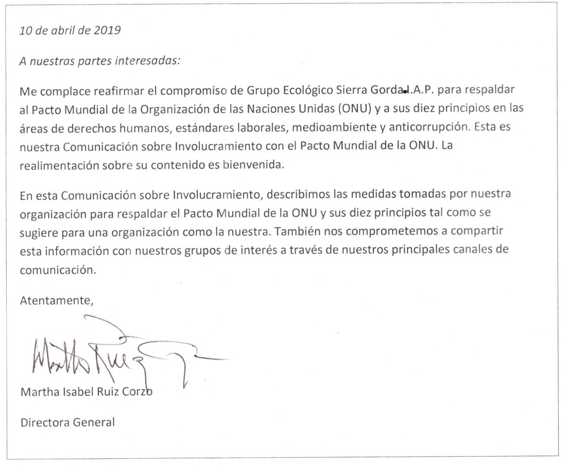 10 de abril de 2019
A nuestras partes interesadas:
Me complace reafirmar el compromiso de Grupo Ecológico Sierra Gorda I.A.P. para respaldar
al Pacto Mundial de la Organización de las Naciones Unidas (ONU) y a sus diez principios en las
áreas de derechos humanos, estándares laborales, medioambiente y anticorrupción. Esta es
nuestra Comunicación sobre Involucramiento con el Pacto Mundial de la ONU. La
realimentación sobre su contenido es bienvenida.
En esta Comunicación sobre Involucramiento, describimos las medidas tomadas por nuestra
organización para respaldar el Pacto Mundial de la ONU y sus diez principios tal como se
sugiere para una organización como la nuestra. También nos comprometemos a compartir
esta información con nuestros grupos de interés a través de nuestros principales canales de
comunicación.
Atentamente,
Martha Ruiz
Martha Isabel Ruiz Corzo
Directora General